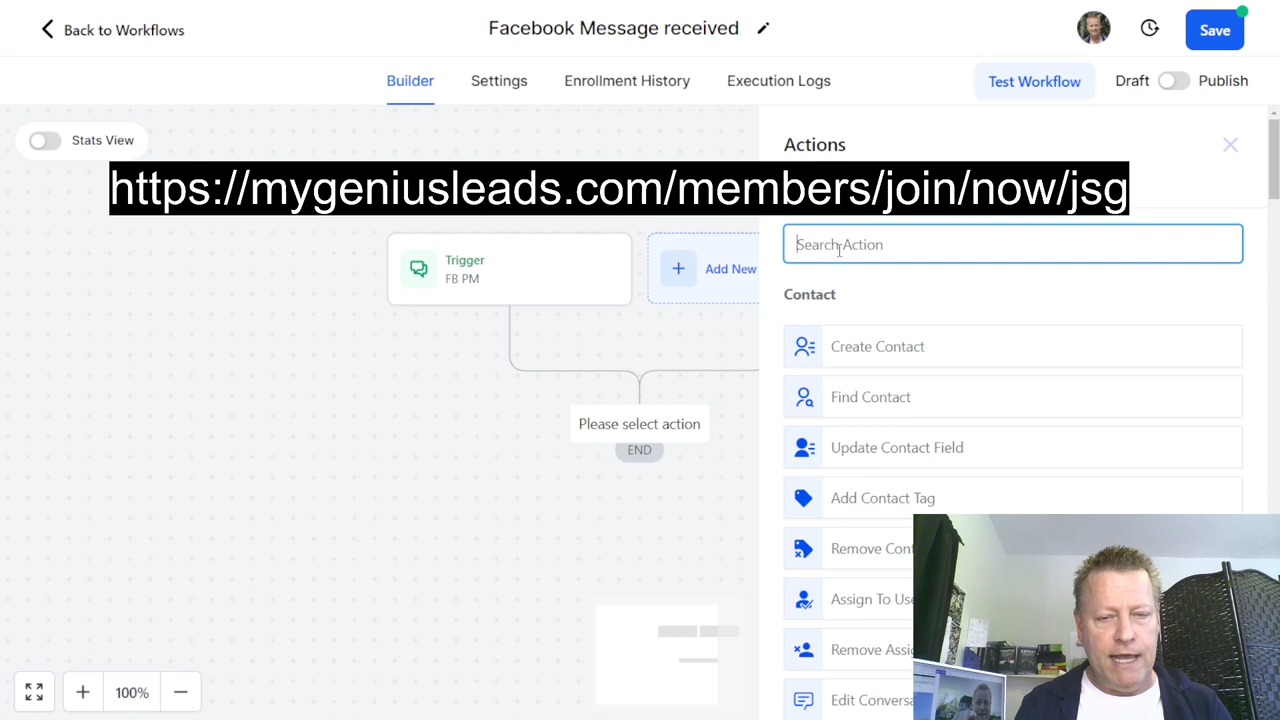 Back to Workflows
Facebook Message received
Save
Builder
Settings
Enrollment History
Execution Logs
Test Workflow
Draft
Publish
Stats View
Actions
https://mygeniusleads.com/members/join/now/jsg
Search Action
Trigger
FB PM
Add New
Contact
Create Contact
Please select action
Find Contact
END
Update Contact Field
Add Contact Tag
Remove Con
Assign To Use
Remove Assig
100%
Edit Conversa